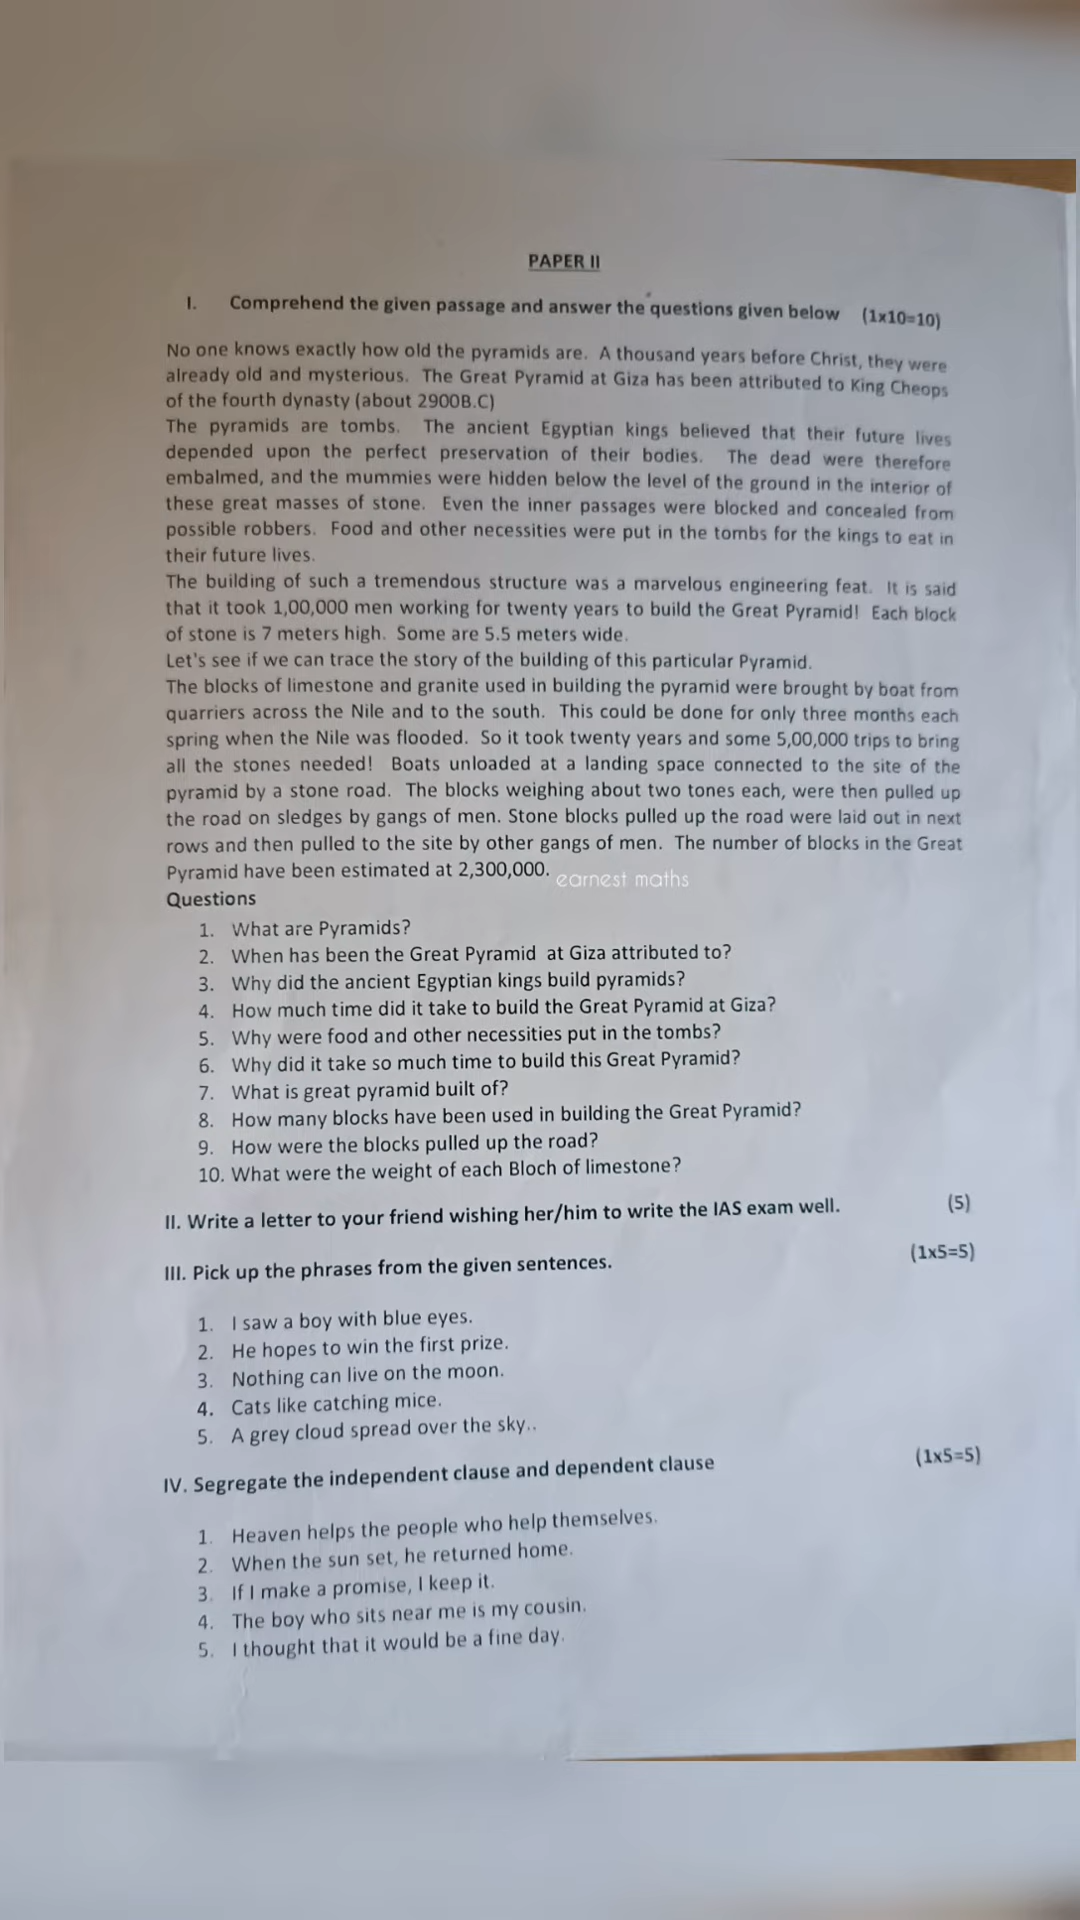 PAPER II
I. Comprehend the given passage and answer the questions given below (1x10=10)
No one knows exactly how old the pyramids are. A thousand years before Christ, they were
already old and mysterious. The Great Pyramid at Giza has been attributed to King Cheops
of the fourth dynasty (about 2900B.C)
The pyramids are tombs. The ancient Egyptian kings believed that their future lives
depended upon the perfect preservation of their bodies. The dead were therefore
embalmed, and the mummies were hidden below the level of the ground in the interior of
these great masses of stone. Even the inner passages were blocked and concealed from
possible robbers. Food and other necessities were put in the tombs for the kings to eat in
their future lives.
The building of such a tremendous structure was a marvelous engineering feat. It is said
that it took 1,00,000 men working for twenty years to build the Great Pyramid! Each block
of stone is 7 meters high. Some are 5.5 meters wide.
Let's see if we can trace the story of the building of this particular Pyramid.
The blocks of limestone and granite used in building the pyramid were brought by boat from
quarriers across the Nile and to the south. This could be done for only three months each
spring when the Nile was flooded. So it took twenty years and some 5,00,000 trips to bring
all the stones needed! Boats unloaded at a landing space connected to the site of the
pyramid by a stone road. The blocks weighing about two tones each, were then pulled up
the road on sledges by gangs of men. Stone blocks pulled up the road were laid out in next
rows and then pulled to the site by other gangs of men. The number of blocks in the Great
Pyramid have been estimated at 2,300,000.
earnest maths
Questions
1. What are Pyramids?
2. When has been the Great Pyramid at Giza attributed to?
3. Why did the ancient Egyptian kings build pyramids?
4. How much time did it take to build the Great Pyramid at Giza?
5. Why were food and other necessities put in the tombs?
6. Why did it take so much time to build this Great Pyramid?
7. What is great pyramid built of?
8. How many blocks have been used in building the Great Pyramid?
9. How were the blocks pulled up the road?
10. What were the weight of each Bloch of limestone?
II. Write a letter to your friend wishing her/him to write the IAS exam well. (5)
III. Pick up the phrases from the given sentences. (1x5=5)
1. I saw a boy with blue eyes.
2. He hopes to win the first prize.
3. Nothing can live on the moon.
4. Cats like catching mice.
5. A grey cloud spread over the sky..
IV. Segregate the independent clause and dependent clause (1x5=5)
1. Heaven helps the people who help themselves.
2. When the sun set, he returned home.
3. If I make a promise, I keep it.
4. The boy who sits near me is my cousin.
5. I thought that it would be a fine day.